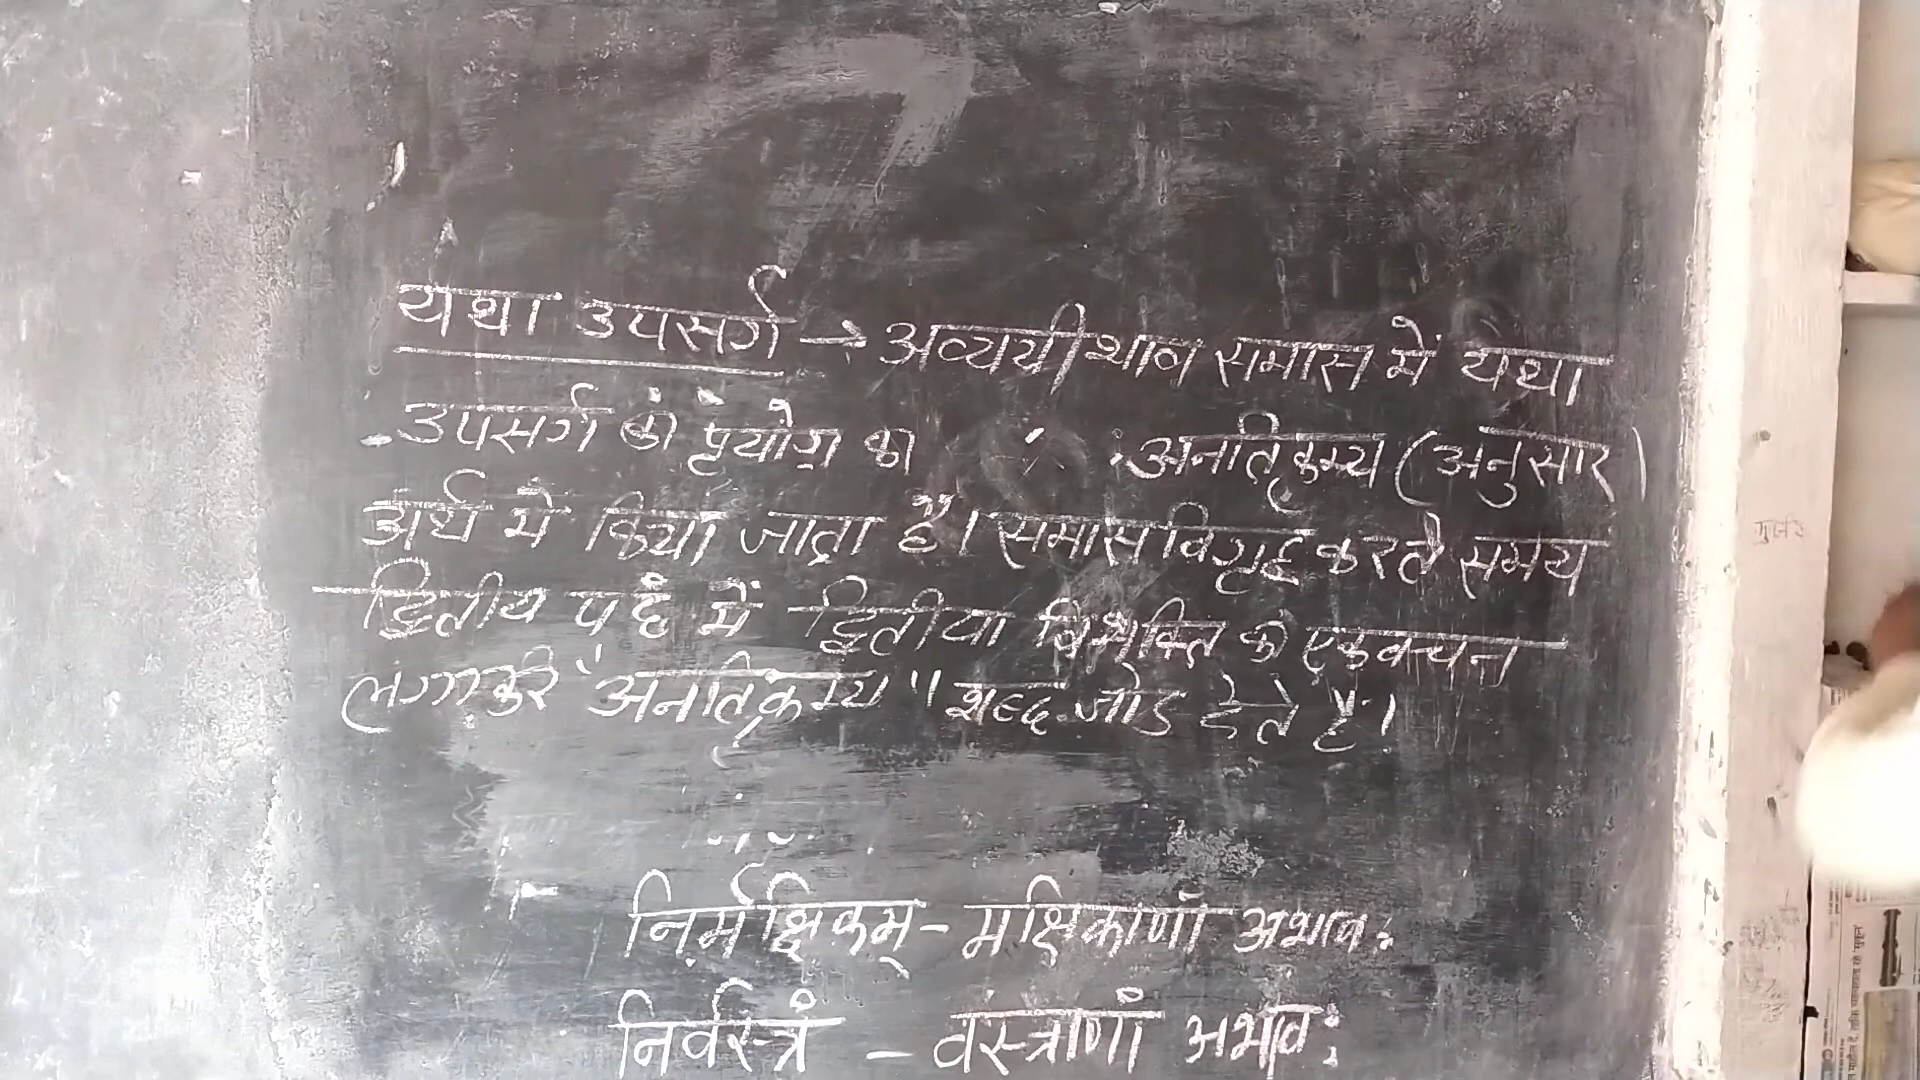 यथा उपसर्ग → अव्ययीभाव समास में यथा
उपसर्ग का प्रयोग का अनतिक्रम्य (अनुसार)
अर्थ में किया जाता है। समास विग्रह करते समय
द्वितीय पद में द्वितीया विभक्ति का एकवचन
लगाकर "अनतिक्रम्य" शब्द जोड़ देते है।
निर्मक्षिकम् - मक्षिकाणां अभावः
निर्वस्त्रं - वस्त्राणां अभावः